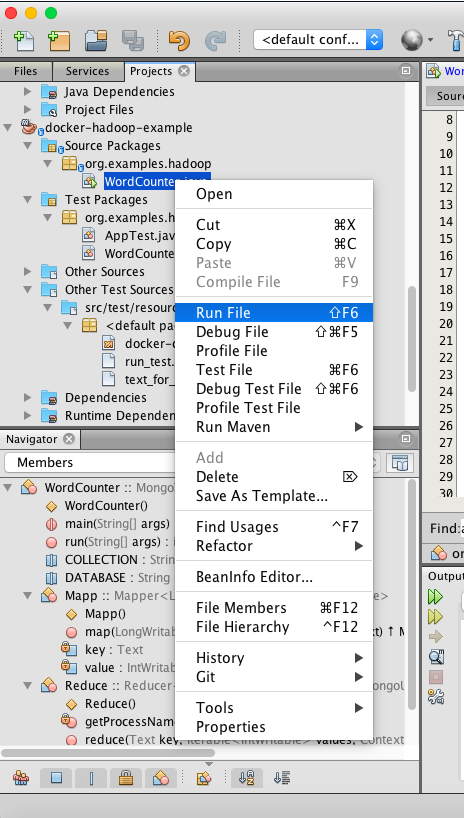 <default conf...
Files
Services
Projects
Wor
Java Dependencies
Project Files
docker-hadoop-example
Source Packages
org.examples.hadoop
WordCounter.java
Test Packages
org.examples.h
AppTest.jav
WordCounte
Other Sources
Other Test Sources
src/test/resour
<default pa
docker-c
run_test.
text_for_
Dependencies
Runtime Dependen
Sour
8
9
10
11
12
13
14
15
16
17
18
19
20
21
22
23
24
25
26
27
28
29
30
Open
Cut ⌘X
Copy ⌘C
Paste ⌘V
Compile File F9
Run File ⇧F6
Debug File ⇧⌘F5
Profile File
Test File ⌘F6
Debug Test File ⇧⌘F6
Profile Test File
Run Maven
Add
Delete ⌦
Save As Template...
Find Usages ^F7
Refactor
BeanInfo Editor...
File Members ⌘F12
File Hierarchy ^F12
History
Git
Tools
Properties
Navigator
Members
WordCounter :: Mongo
WordCounter()
main(String[] args)
run(String[] args) : i
COLLECTION : String
DATABASE : String
Mapp :: Mapper<L
Mapp()
map(LongWritab
xt) ↑ M
key : Text
value : IntWritab
Reduce :: Reducer
ongoU
Reduce()
getProcessNam
reduce(Text key, Iterable<IntWritable> values, Context
Find:
or
Output